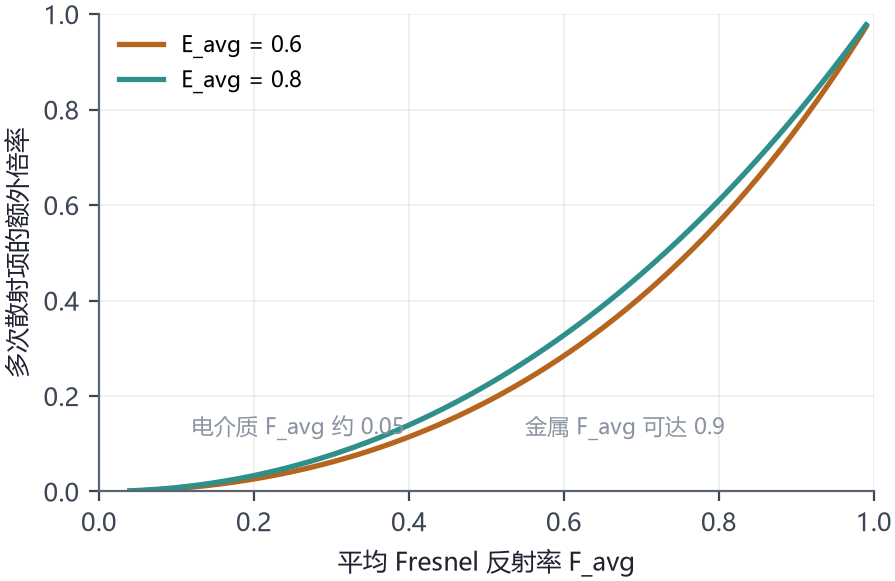 1.0
E_avg = 0.6
E_avg = 0.8
0.8
0.6
0.4
0.2
0.0
多次散射项的额外倍率
电介质 F_avg 约 0.05
金属 F_avg 可达 0.9
0.0 0.2 0.4 0.6 0.8 1.0
平均 Fresnel 反射率 F_avg